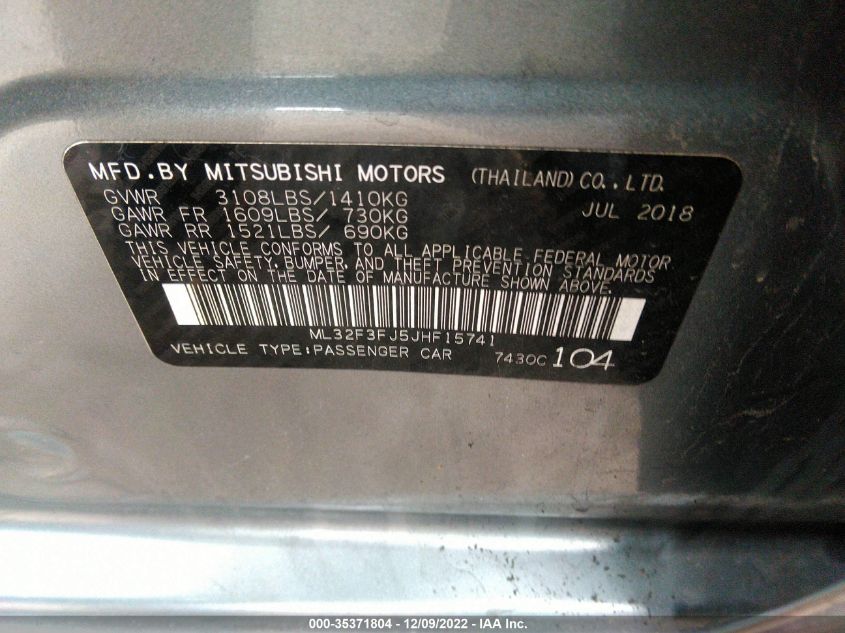 MFD.BY MITSUBISHI MOTORS (THAILAND) CO., LTD.
GVWR 3108LBS/1410KG JUL 2018
GAWR FR 1609LBS/ 730KG
GAWR RR 1521LBS/ 690KG
THIS VEHICLE CONFORMS TO ALL APPLICABLE FEDERAL MOTOR
VEHICLE SAFETY, BUMPER, AND THEFT PREVENTION STANDARDS
IN EFFECT ON THE DATE OF MANUFACTURE SHOWN ABOVE.
ML32F3FJ5JHF15741
VEHICLE TYPE:PASSENGER CAR 7430C 104
000-35371804 - 12/09/2022 - IAA Inc.